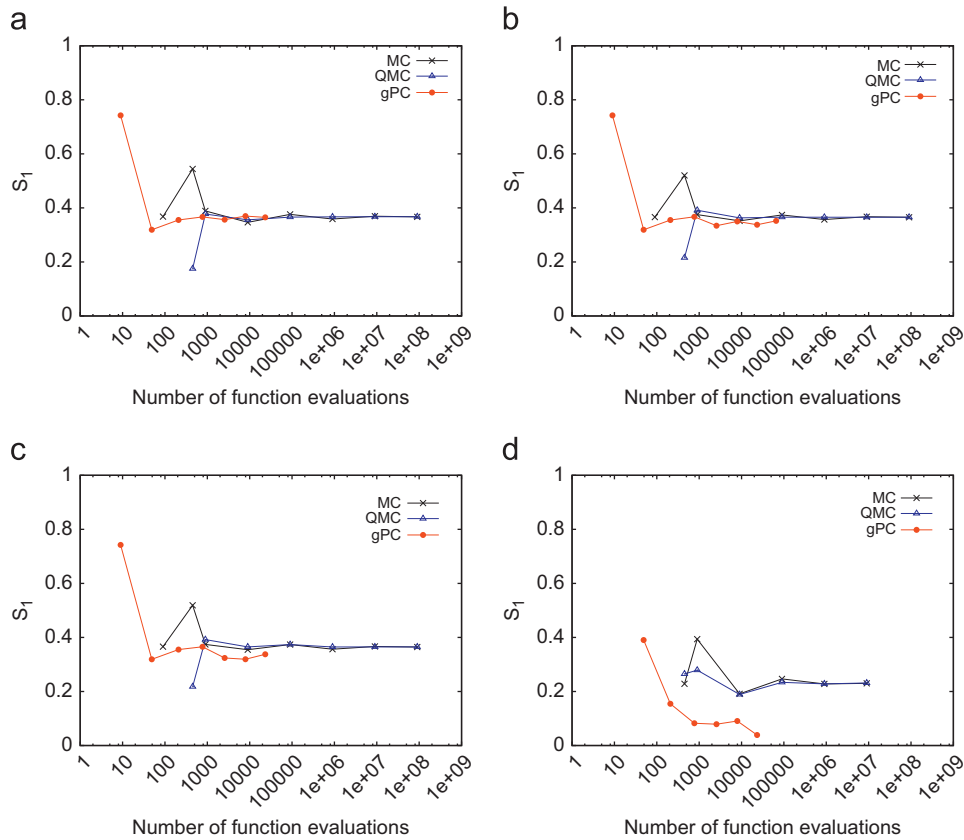 a
1
0.8
0.6
0.4
0.2
0
S1
MC
QMC
gPC
1
10
100
1000
10000
100000
1e+06
1e+07
1e+08
1e+09
Number of function evaluations
b
1
0.8
0.6
0.4
0.2
0
S1
MC
QMC
gPC
1
10
100
1000
10000
100000
1e+06
1e+07
1e+08
1e+09
Number of function evaluations
c
1
0.8
0.6
0.4
0.2
0
S1
MC
QMC
gPC
1
10
100
1000
10000
100000
1e+06
1e+07
1e+08
1e+09
Number of function evaluations
d
1
0.8
0.6
0.4
0.2
0
S1
MC
QMC
gPC
1
10
100
1000
10000
100000
1e+06
1e+07
1e+08
1e+09
Number of function evaluations